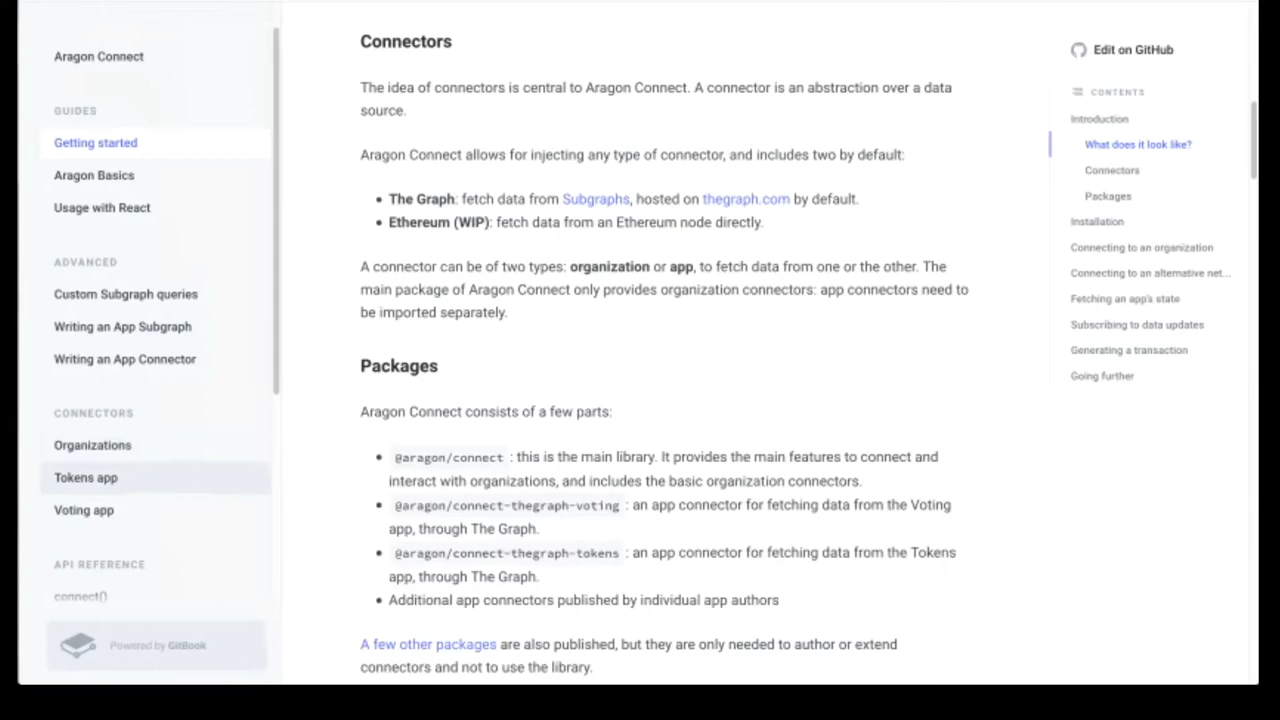 Aragon Connect
GUIDES
Getting started
Aragon Basics
Usage with React
ADVANCED
Custom Subgraph queries
Writing an App Subgraph
Writing an App Connector
CONNECTORS
Organizations
Tokens app
Voting app
API REFERENCE
connect()
Powered by GitBook
Connectors
The idea of connectors is central to Aragon Connect. A connector is an abstraction over a data
source.
Aragon Connect allows for injecting any type of connector, and includes two by default:
• The Graph: fetch data from Subgraphs, hosted on thegraph.com by default.
• Ethereum (WIP): fetch data from an Ethereum node directly.
A connector can be of two types: organization or app, to fetch data from one or the other. The
main package of Aragon Connect only provides organization connectors: app connectors need to
be imported separately.
Packages
Aragon Connect consists of a few parts:
• @aragon/connect : this is the main library. It provides the main features to connect and
interact with organizations, and includes the basic organization connectors.
• @aragon/connect-thegraph-voting : an app connector for fetching data from the Voting
app, through The Graph.
• @aragon/connect-thegraph-tokens : an app connector for fetching data from the Tokens
app, through The Graph.
• Additional app connectors published by individual app authors
A few other packages are also published, but they are only needed to author or extend
connectors and not to use the library.
Edit on GitHub
CONTENTS
Introduction
What does it look like?
Connectors
Packages
Installation
Connecting to an organization
Connecting to an alternative net...
Fetching an app's state
Subscribing to data updates
Generating a transaction
Going further